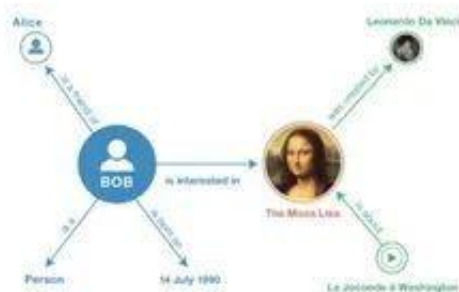 Alice
Leonardo Da Vinci
is a friend of
was created by
BOB
is interested in
The Mona Lisa
is a
is born on
is about
Person
14 July 1990
La Joconde à Washington